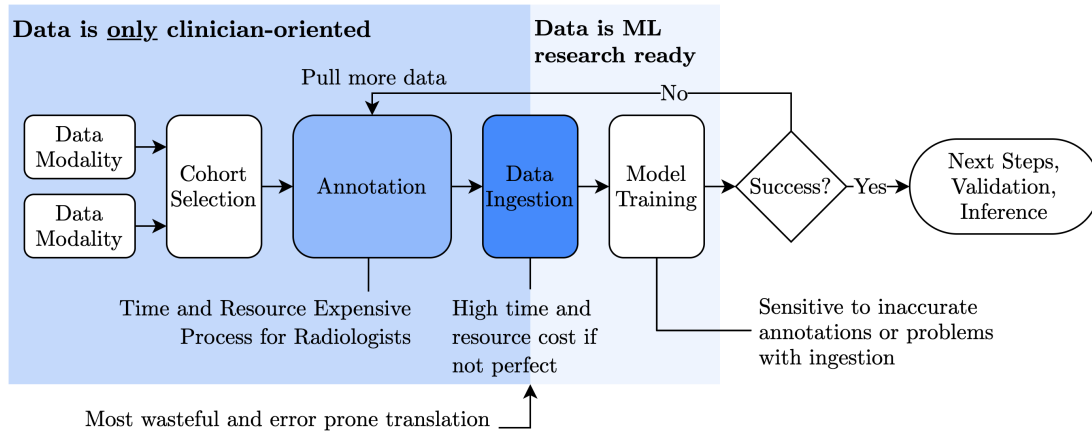 Data is only clinician-oriented
Data is ML
research ready
Pull more data
No
Data
Modality
Data
Modality
Cohort
Selection
Annotation
Data
Ingestion
Model
Training
Success?
Yes
Next Steps,
Validation,
Inference
Time and Resource Expensive
Process for Radiologists
High time and
resource cost if
not perfect
Sensitive to inaccurate
annotations or problems
with ingestion
Most wasteful and error prone translation